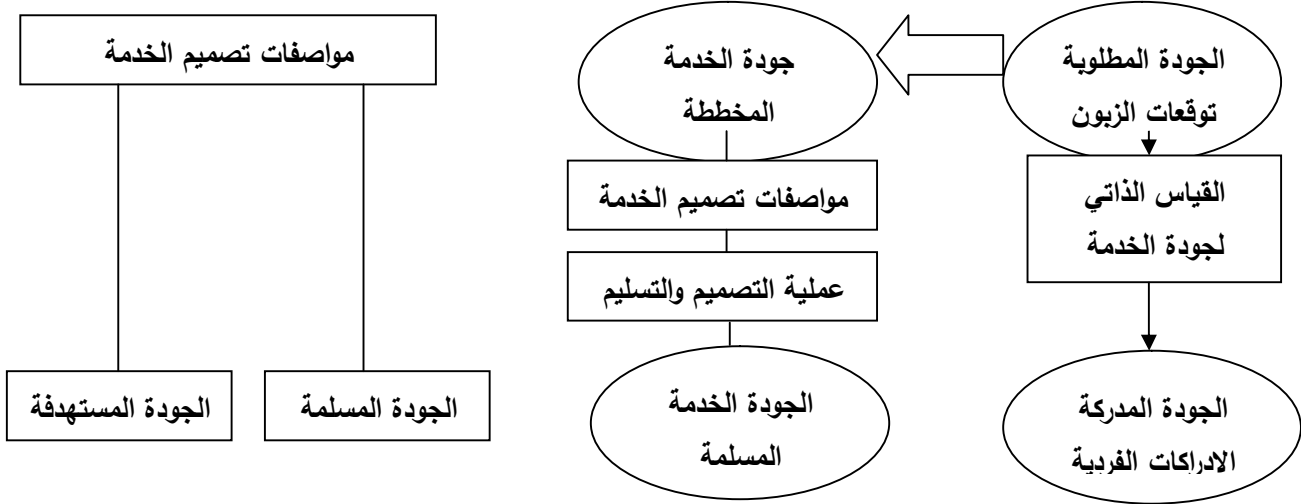 الجودة المطلوبة
توقعات الزبون
القياس الذاتي
لجودة الخدمة
الجودة المدركة
الادراكات الفردية
جودة الخدمة
المخططة
مواصفات تصميم الخدمة
عملية التصميم والتسليم
الجودة الخدمة
المسلمة
مواصفات تصميم الخدمة
الجودة المسلمة
الجودة المستهدفة